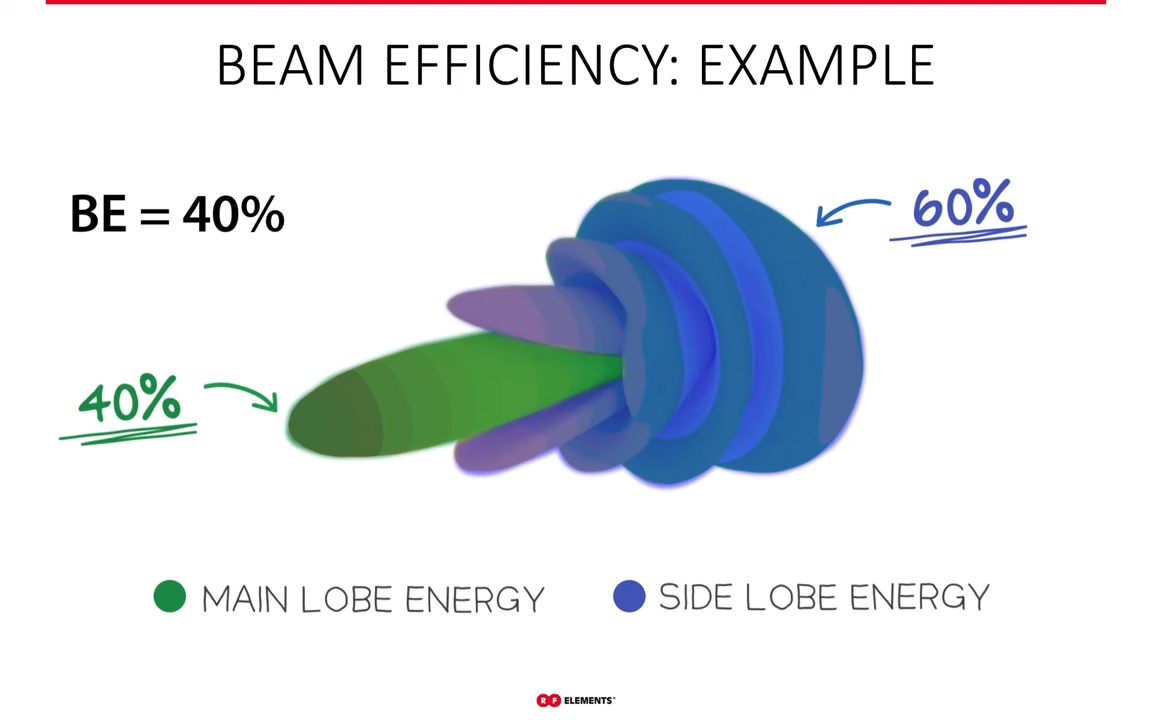 BEAM EFFICIENCY: EXAMPLE
BE = 40%
60%
40%
MAIN LOBE ENERGY
SIDE LOBE ENERGY
RF ELEMENTS®